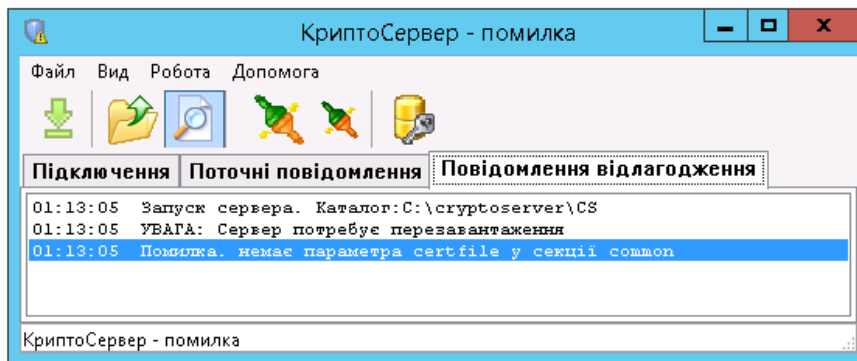 КриптоСервер - помилка
Файл Вид Робота Допомога
Підключення Поточні повідомлення Повідомлення відлагодження
01:13:05 Запуск сервера. Каталог:C:\cryptoserver\CS
01:13:05 УВАГА: Сервер потребує перезавантаження
01:13:05 Помилка. немає параметра certfile у секції common
КриптоСервер - помилка